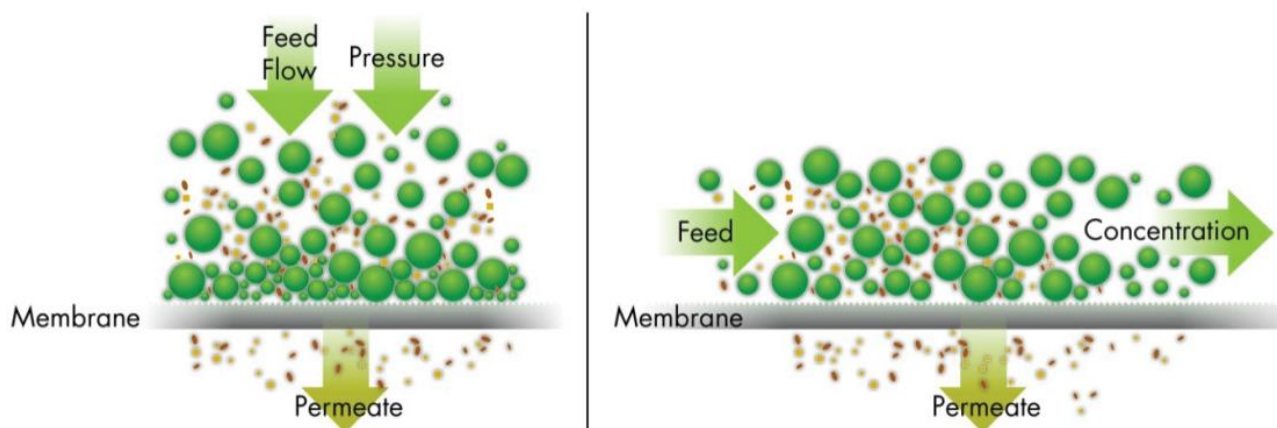 Feed
Flow
Pressure
Membrane
Permeate
Feed
Concentration
Membrane
Permeate